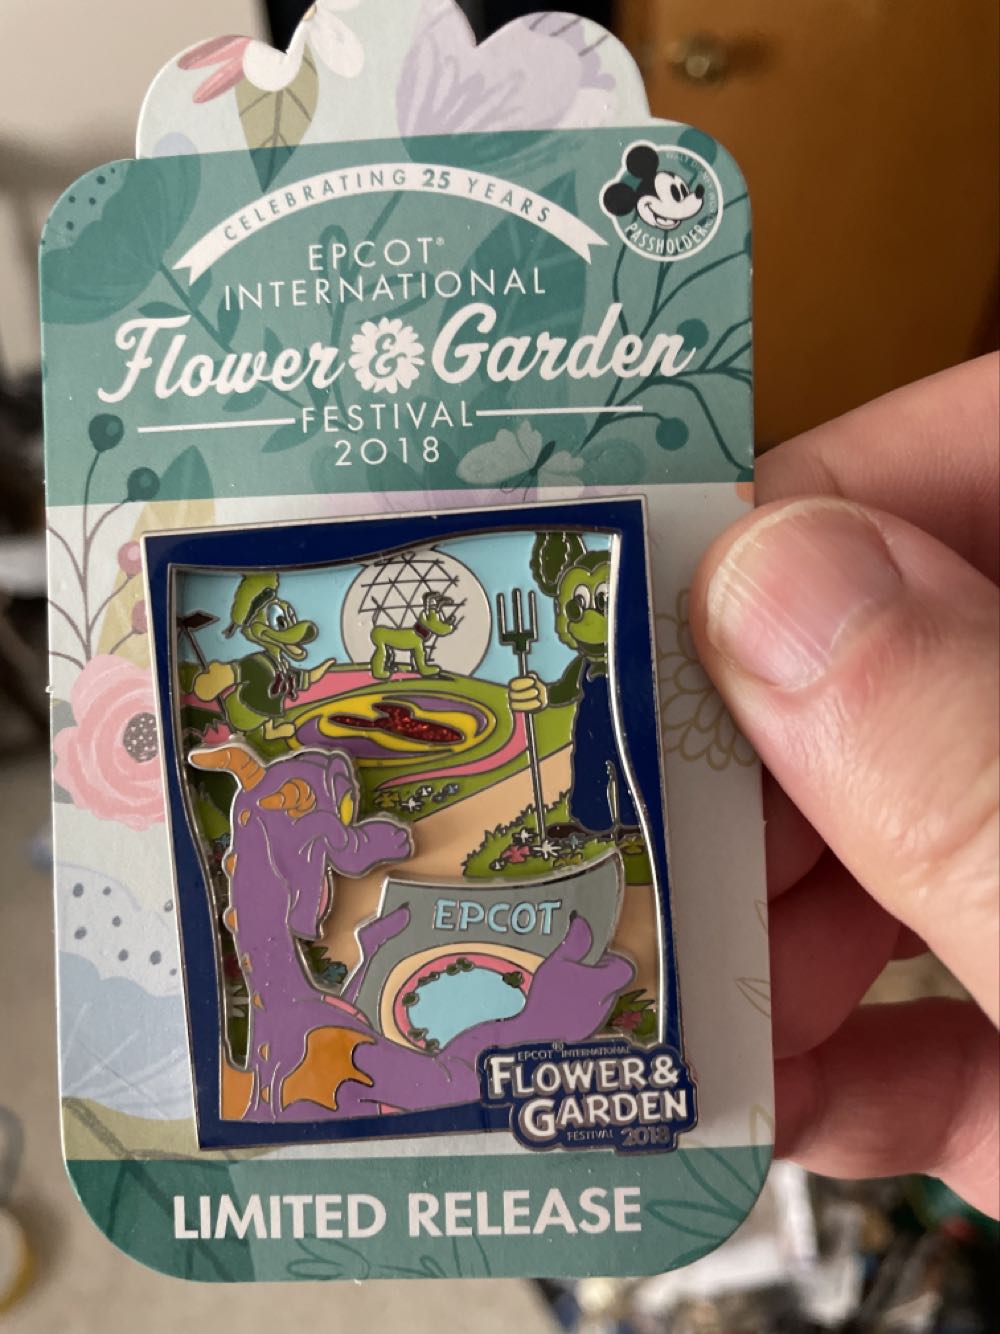 CELEBRATING 25 YEARS
EPCOT®
INTERNATIONAL
Flower & Garden
FESTIVAL
2018
PASSHOLDER
EPCOT
EPCOT® INTERNATIONAL
FLOWER &
GARDEN
FESTIVAL 2018
LIMITED RELEASE